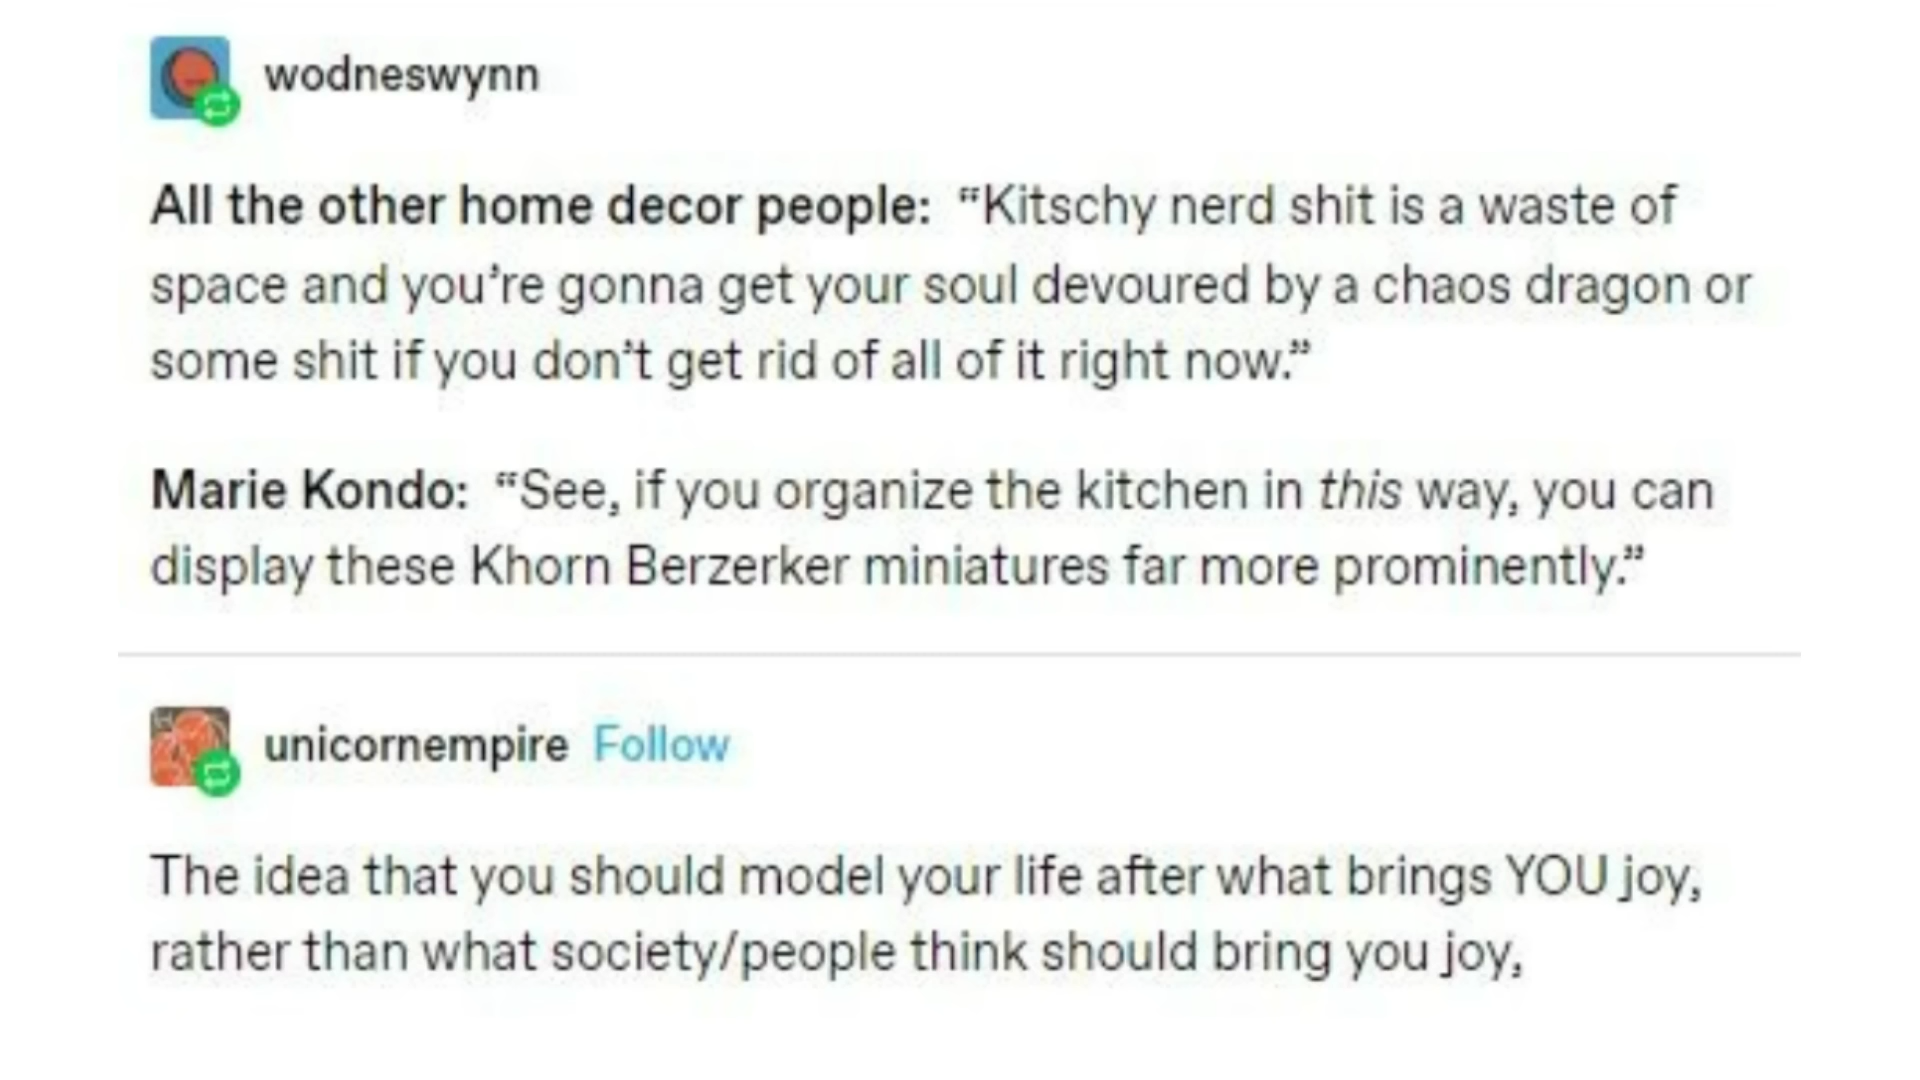 wodneswynn
All the other home decor people: “Kitschy nerd shit is a waste of
space and you’re gonna get your soul devoured by a chaos dragon or
some shit if you don’t get rid of all of it right now.”
Marie Kondo: “See, if you organize the kitchen in this way, you can
display these Khorn Berzerker miniatures far more prominently.”
unicornempire Follow
The idea that you should model your life after what brings YOU joy,
rather than what society/people think should bring you joy,